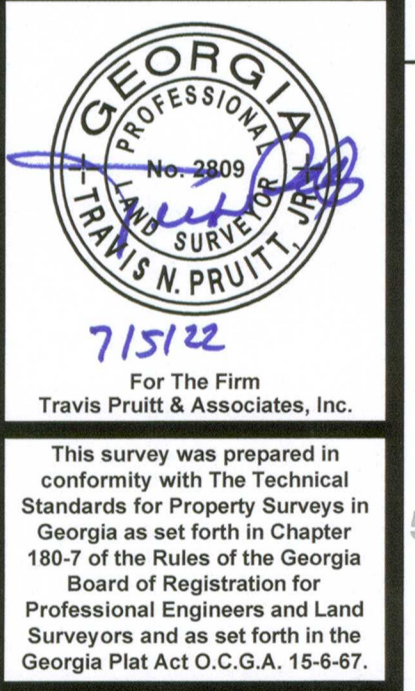 GEORGIA
PROFESSIONAL
No. 2809
LAND SURVEYOR
TRAVIS N. PRUITT, JR.
7/5/22
For The Firm
Travis Pruitt & Associates, Inc.
This survey was prepared in
conformity with The Technical
Standards for Property Surveys in
Georgia as set forth in Chapter
180-7 of the Rules of the Georgia
Board of Registration for
Professional Engineers and Land
Surveyors and as set forth in the
Georgia Plat Act O.C.G.A. 15-6-67.